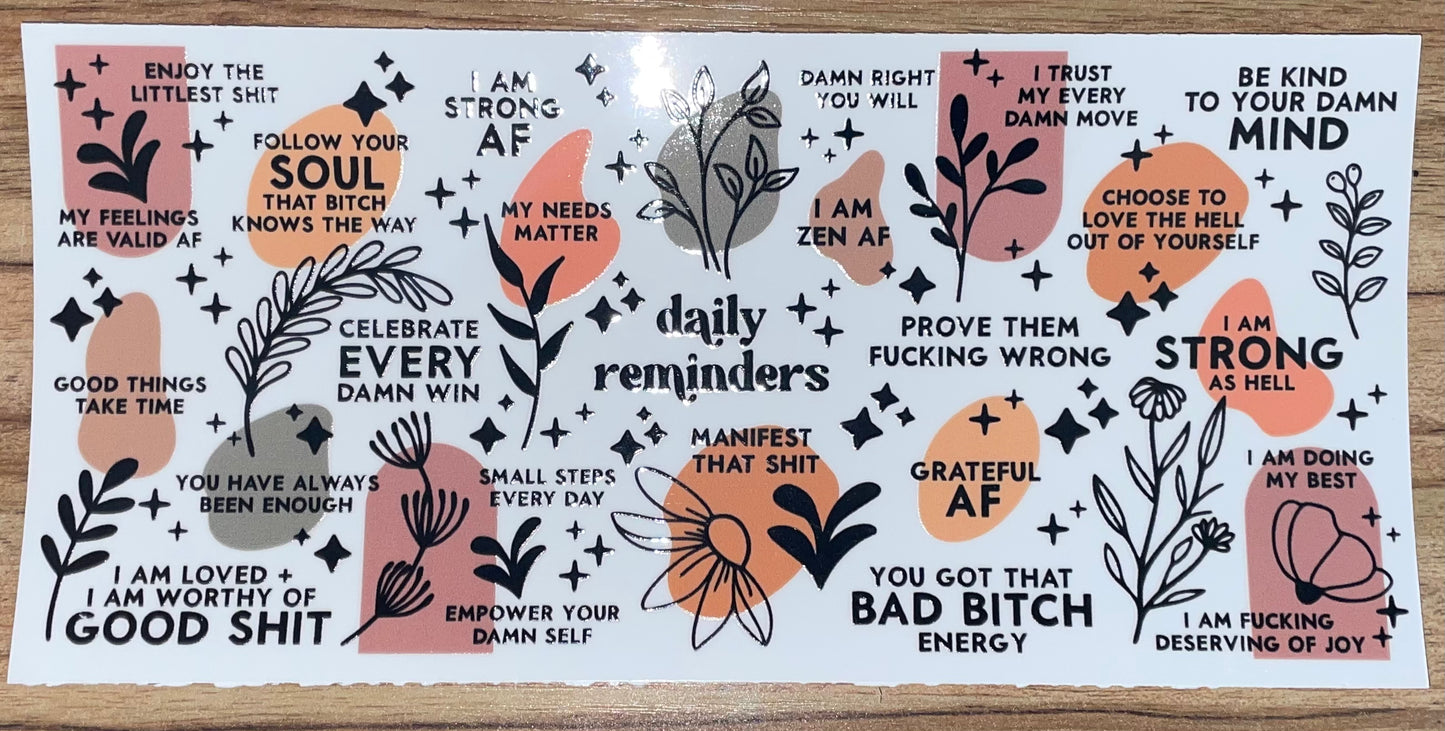 ENJOY THE
LITTLEST SHIT
MY FEELINGS
ARE VALID AF
FOLLOW YOUR
SOUL
THAT BITCH
KNOWS THE WAY
I AM
STRONG
AF
MY NEEDS
MATTER
DAMN RIGHT
YOU WILL
I AM
ZEN AF
I TRUST
MY EVERY
DAMN MOVE
BE KIND
TO YOUR DAMN
MIND
CHOOSE TO
LOVE THE HELL
OUT OF YOURSELF
GOOD THINGS
TAKE TIME
CELEBRATE
EVERY
DAMN WIN
daily
reminders
PROVE THEM
FUCKING WRONG
I AM
STRONG
AS HELL
YOU HAVE ALWAYS
BEEN ENOUGH
SMALL STEPS
EVERY DAY
MANIFEST
THAT SHIT
GRATEFUL
AF
I AM DOING
MY BEST
I AM LOVED +
I AM WORTHY OF
GOOD SHIT
EMPOWER YOUR
DAMN SELF
YOU GOT THAT
BAD BITCH
ENERGY
I AM FUCKING
DESERVING OF JOY